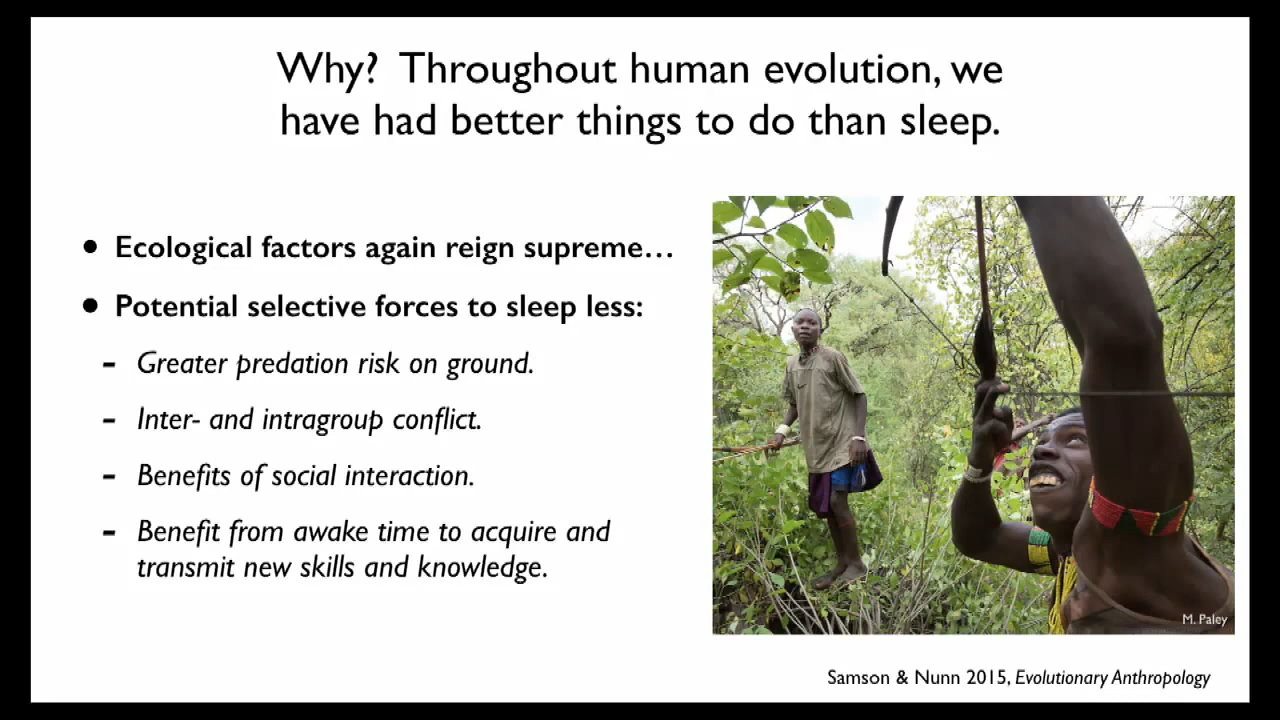 Why? Throughout human evolution, we
have had better things to do than sleep.
• Ecological factors again reign supreme…
• Potential selective forces to sleep less:
- Greater predation risk on ground.
- Inter- and intragroup conflict.
- Benefits of social interaction.
- Benefit from awake time to acquire and
transmit new skills and knowledge.
M. Paley
Samson & Nunn 2015, Evolutionary Anthropology